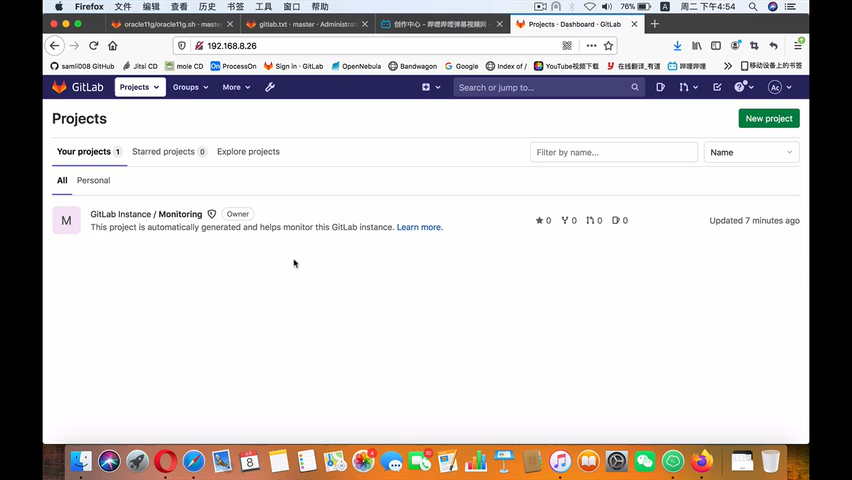 Firefox 文件 编辑 查看 历史 书签 工具 窗口 帮助 76% 周二 下午4:54
oracle11g/oracle11g.sh · maste gitlab.txt · master · Administra 创作中心 - 哔哩哔哩弹幕视频网 - Projects · Dashboard · GitLab
192.168.8.26
samli008 GitHub Jitsi CD mole CD ProcessOn Sign in · GitLab OpenNebula Bandwagon Google Index of / YouTube视频下载 在线翻译_有道 哔哩哔哩 移动设备上的书签
GitLab Projects Groups More Search or jump to...
Projects New project
Your projects 1 Starred projects 0 Explore projects Filter by name... Name
All Personal
M GitLab Instance / Monitoring Owner
This project is automatically generated and helps monitor this GitLab instance. Learn more. 0 0 0 0 Updated 7 minutes ago